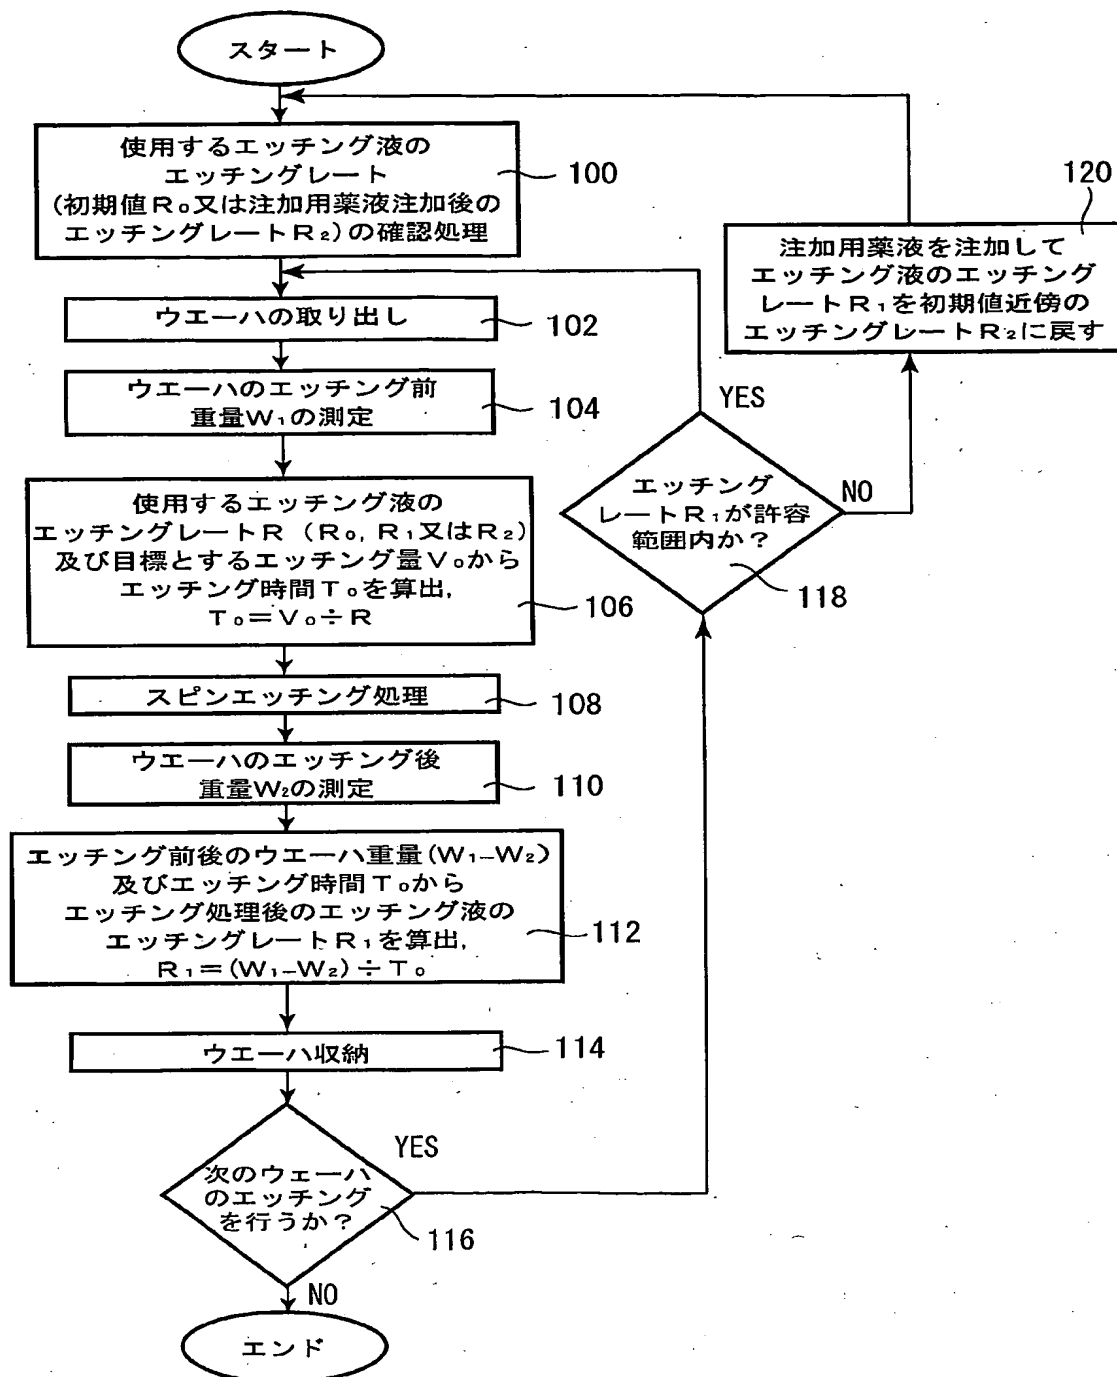 スタート
使用するエッチング液の
エッチングレート
(初期値R₀又は注加用薬液注加後の
エッチングレートR₂)の確認処理
100
120
注加用薬液を注加して
エッチング液のエッチング
レートR₁を初期値近傍の
エッチングレートR₂に戻す
ウエーハの取り出し
102
ウエーハのエッチング前
重量W₁の測定
104
YES
エッチング
レートR₁が許容
範囲内か?
NO
118
使用するエッチング液の
エッチングレートR (R₀, R₁又はR₂)
及び目標とするエッチング量V₀から
エッチング時間T₀を算出,
T₀=V₀÷R
106
スピンエッチング処理
108
ウエーハのエッチング後
重量W₂の測定
110
エッチング前後のウエーハ重量(W₁−W₂)
及びエッチング時間T₀から
エッチング処理後のエッチング液の
エッチングレートR₁を算出,
R₁=(W₁−W₂)÷T₀
112
ウエーハ収納
114
次のウェーハ
のエッチング
を行うか?
YES
116
NO
エンド